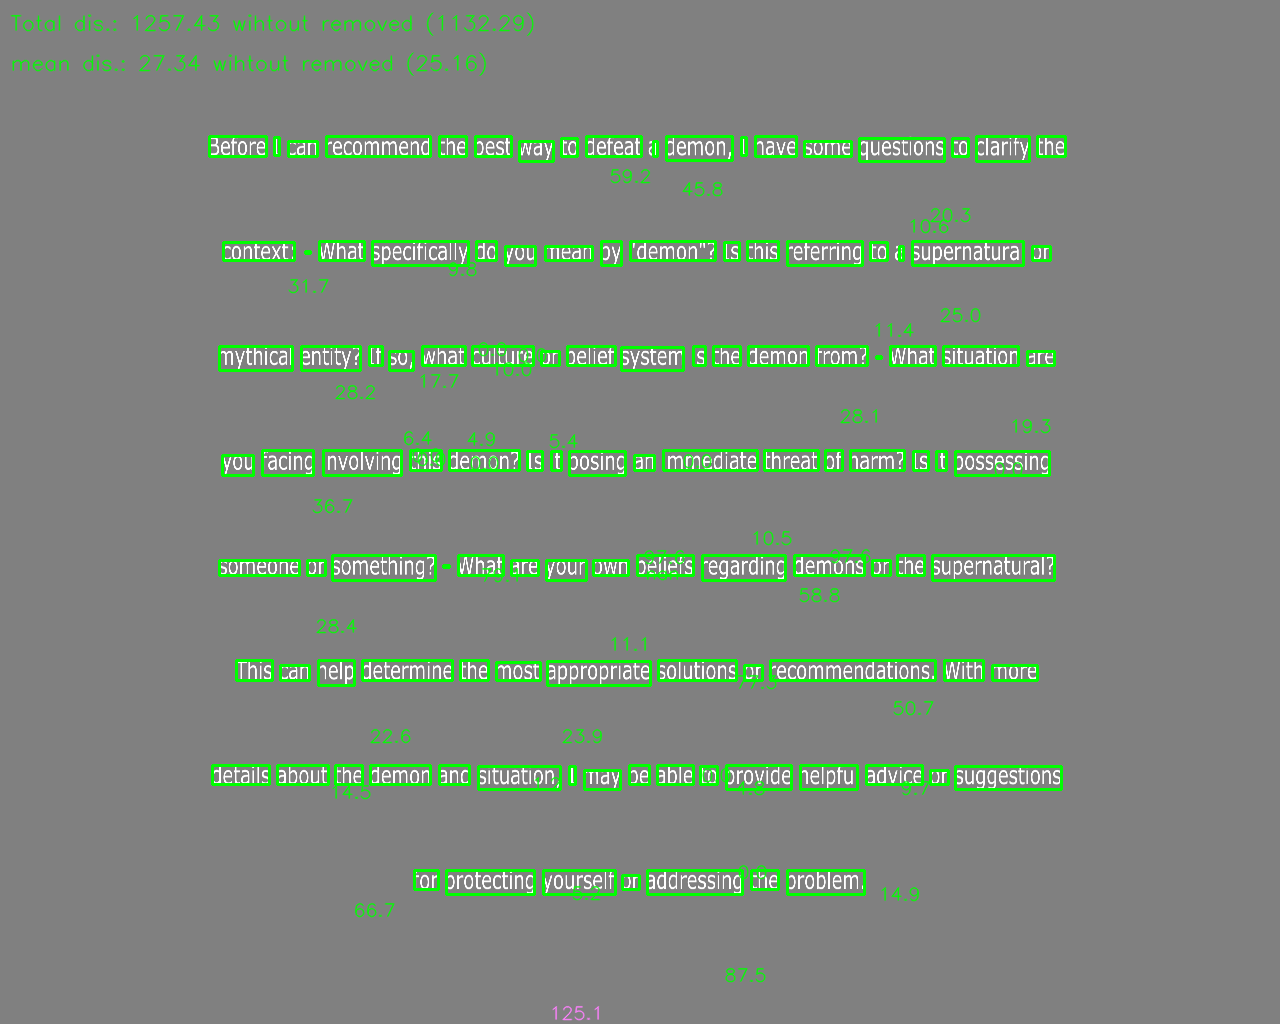 Total dis.: 1257.43 wihtout removed (1132.29)
mean dis.: 27.34 wihtout removed (25.16)
Before I can recommend the best way to defeat a demon, I have some questions to clarify the
59.2
45.8
20.3
10.6
context: - What specifically do you mean by "demon"? Is this referring to a supernatural or
9.8
31.7
25.0
11.4
mythical entity? If so, what culture or belief system is the demon from? - What situation are
17.7
28.2
28.1
19.3
6.4 4.9 5.4
you facing involving this demon? Is it posing an immediate threat of harm? Is it possessing
36.7
10.5
someone or something? - What are your own beliefs regarding demons or the supernatural?
58.8
28.4
11.1
This can help determine the most appropriate solutions or recommendations. With more
50.7
22.6 23.9
details about the demon and situation, I may be able to provide helpful advice or suggestions
14.5
for protecting yourself or addressing the problem.
66.7
14.9
87.5
125.1